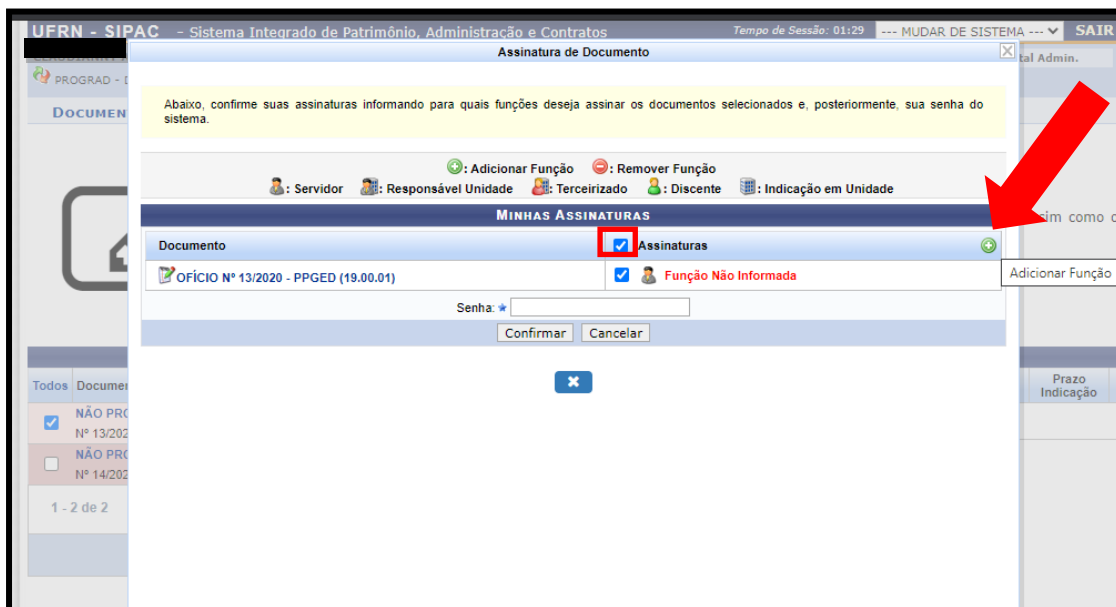 UFRN - SIPAC - Sistema Integrado de Patrimônio, Administração e Contratos Tempo de Sessão: 01:29 --- MUDAR DE SISTEMA --- SAIR
Assinatura de Documento
tal Admin.
PROGRAD - D
Abaixo, confirme suas assinaturas informando para quais funções deseja assinar os documentos selecionados e, posteriormente, sua senha do
sistema.
DOCUMEN
: Adicionar Função : Remover Função
: Servidor : Responsável Unidade : Terceirizado : Discente : Indicação em Unidade
MINHAS ASSINATURAS
sim como o
Documento Assinaturas
OFÍCIO Nº 13/2020 - PPGED (19.00.01) Função Não Informada
Adicionar Função
Senha:
Confirmar Cancelar
Todos Documen Prazo
Indicação
NÃO PRO
Nº 13/202
NÃO PRO
Nº 14/202
1 - 2 de 2